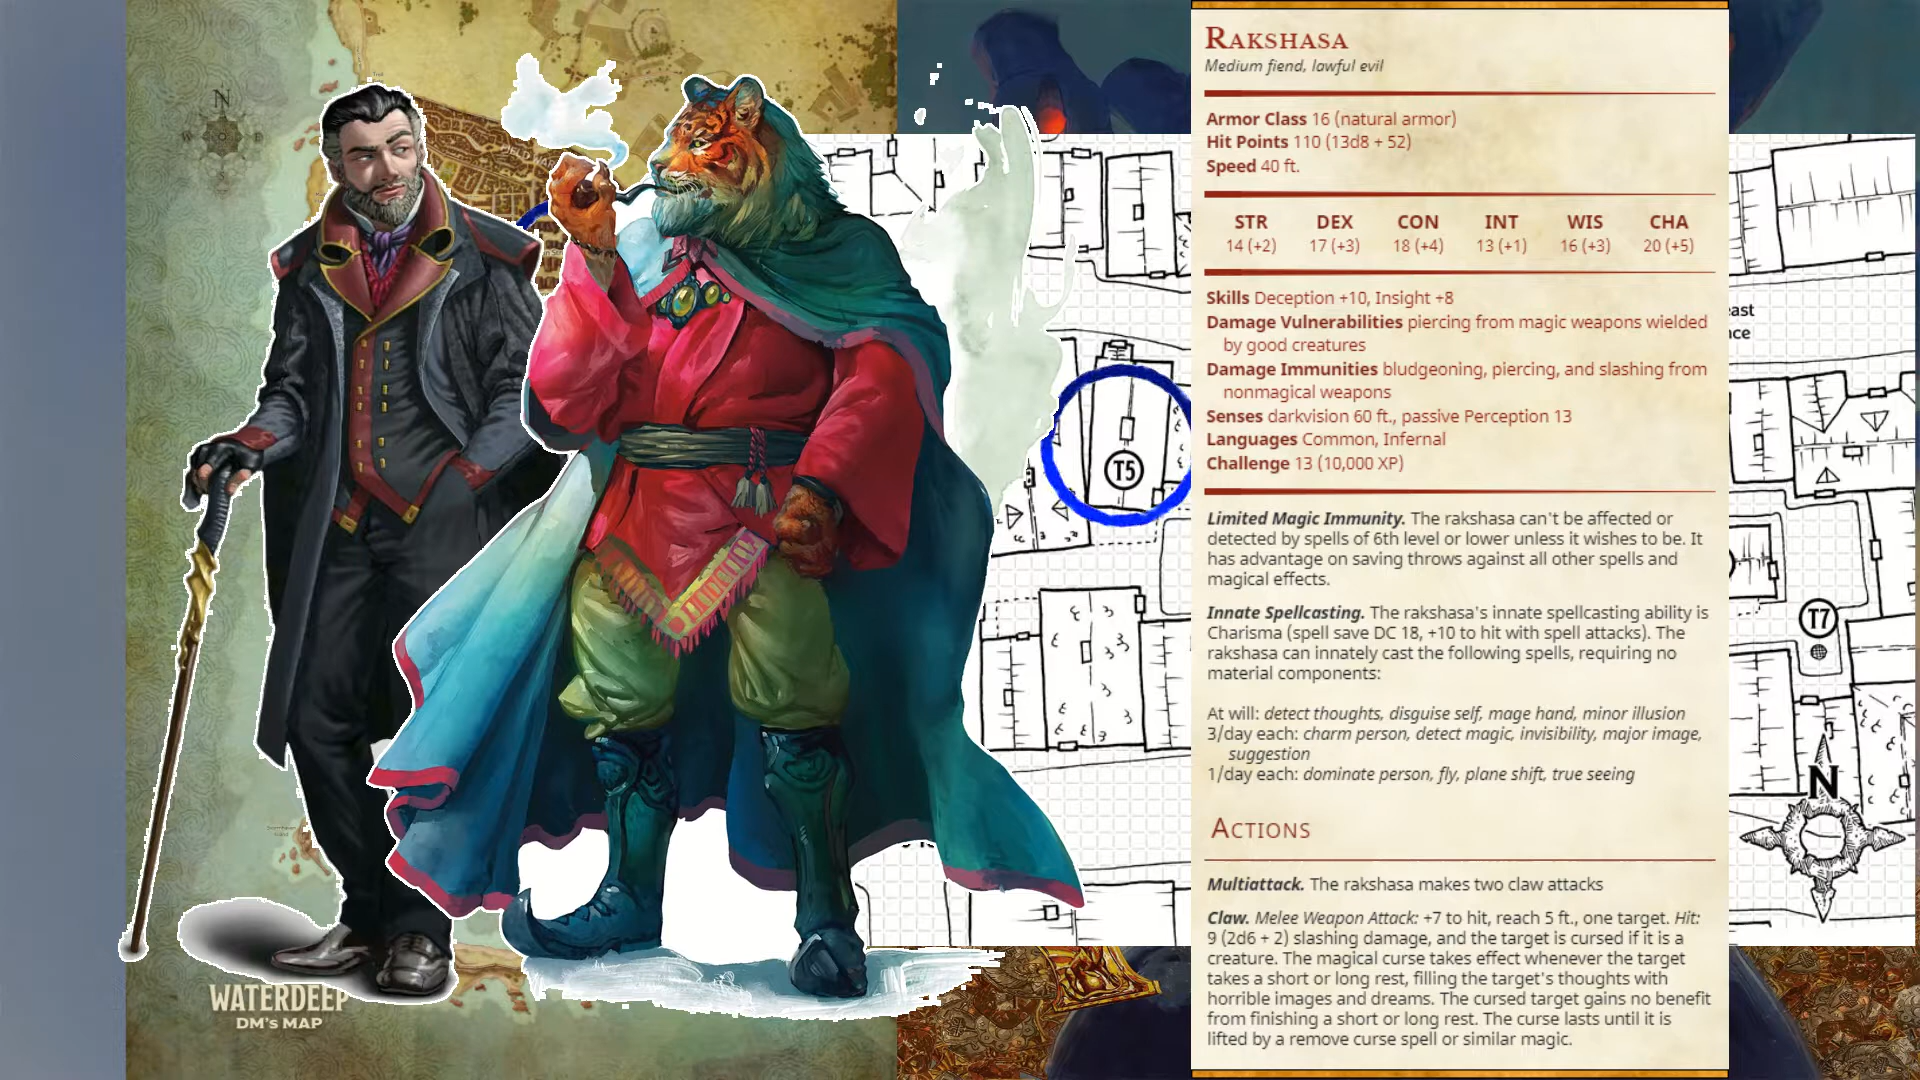 N
W
E
S
WATERDEEP
DM's MAP
T5
T7
N
RAKSHASA
Medium fiend, lawful evil
Armor Class 16 (natural armor)
Hit Points 110 (13d8 + 52)
Speed 40 ft.
STR DEX CON INT WIS CHA
14 (+2) 17 (+3) 18 (+4) 13 (+1) 16 (+3) 20 (+5)
Skills Deception +10, Insight +8
Damage Vulnerabilities piercing from magic weapons wielded
by good creatures
Damage Immunities bludgeoning, piercing, and slashing from
nonmagical weapons
Senses darkvision 60 ft., passive Perception 13
Languages Common, Infernal
Challenge 13 (10,000 XP)
Limited Magic Immunity. The rakshasa can't be affected or
detected by spells of 6th level or lower unless it wishes to be. It
has advantage on saving throws against all other spells and
magical effects.
Innate Spellcasting. The rakshasa's innate spellcasting ability is
Charisma (spell save DC 18, +10 to hit with spell attacks). The
rakshasa can innately cast the following spells, requiring no
material components:
At will: detect thoughts, disguise self, mage hand, minor illusion
3/day each: charm person, detect magic, invisibility, major image,
suggestion
1/day each: dominate person, fly, plane shift, true seeing
ACTIONS
Multiattack. The rakshasa makes two claw attacks
Claw. Melee Weapon Attack: +7 to hit, reach 5 ft., one target. Hit:
9 (2d6 + 2) slashing damage, and the target is cursed if it is a
creature. The magical curse takes effect whenever the target
takes a short or long rest, filling the target's thoughts with
horrible images and dreams. The cursed target gains no benefit
from finishing a short or long rest. The curse lasts until it is
lifted by a remove curse spell or similar magic.